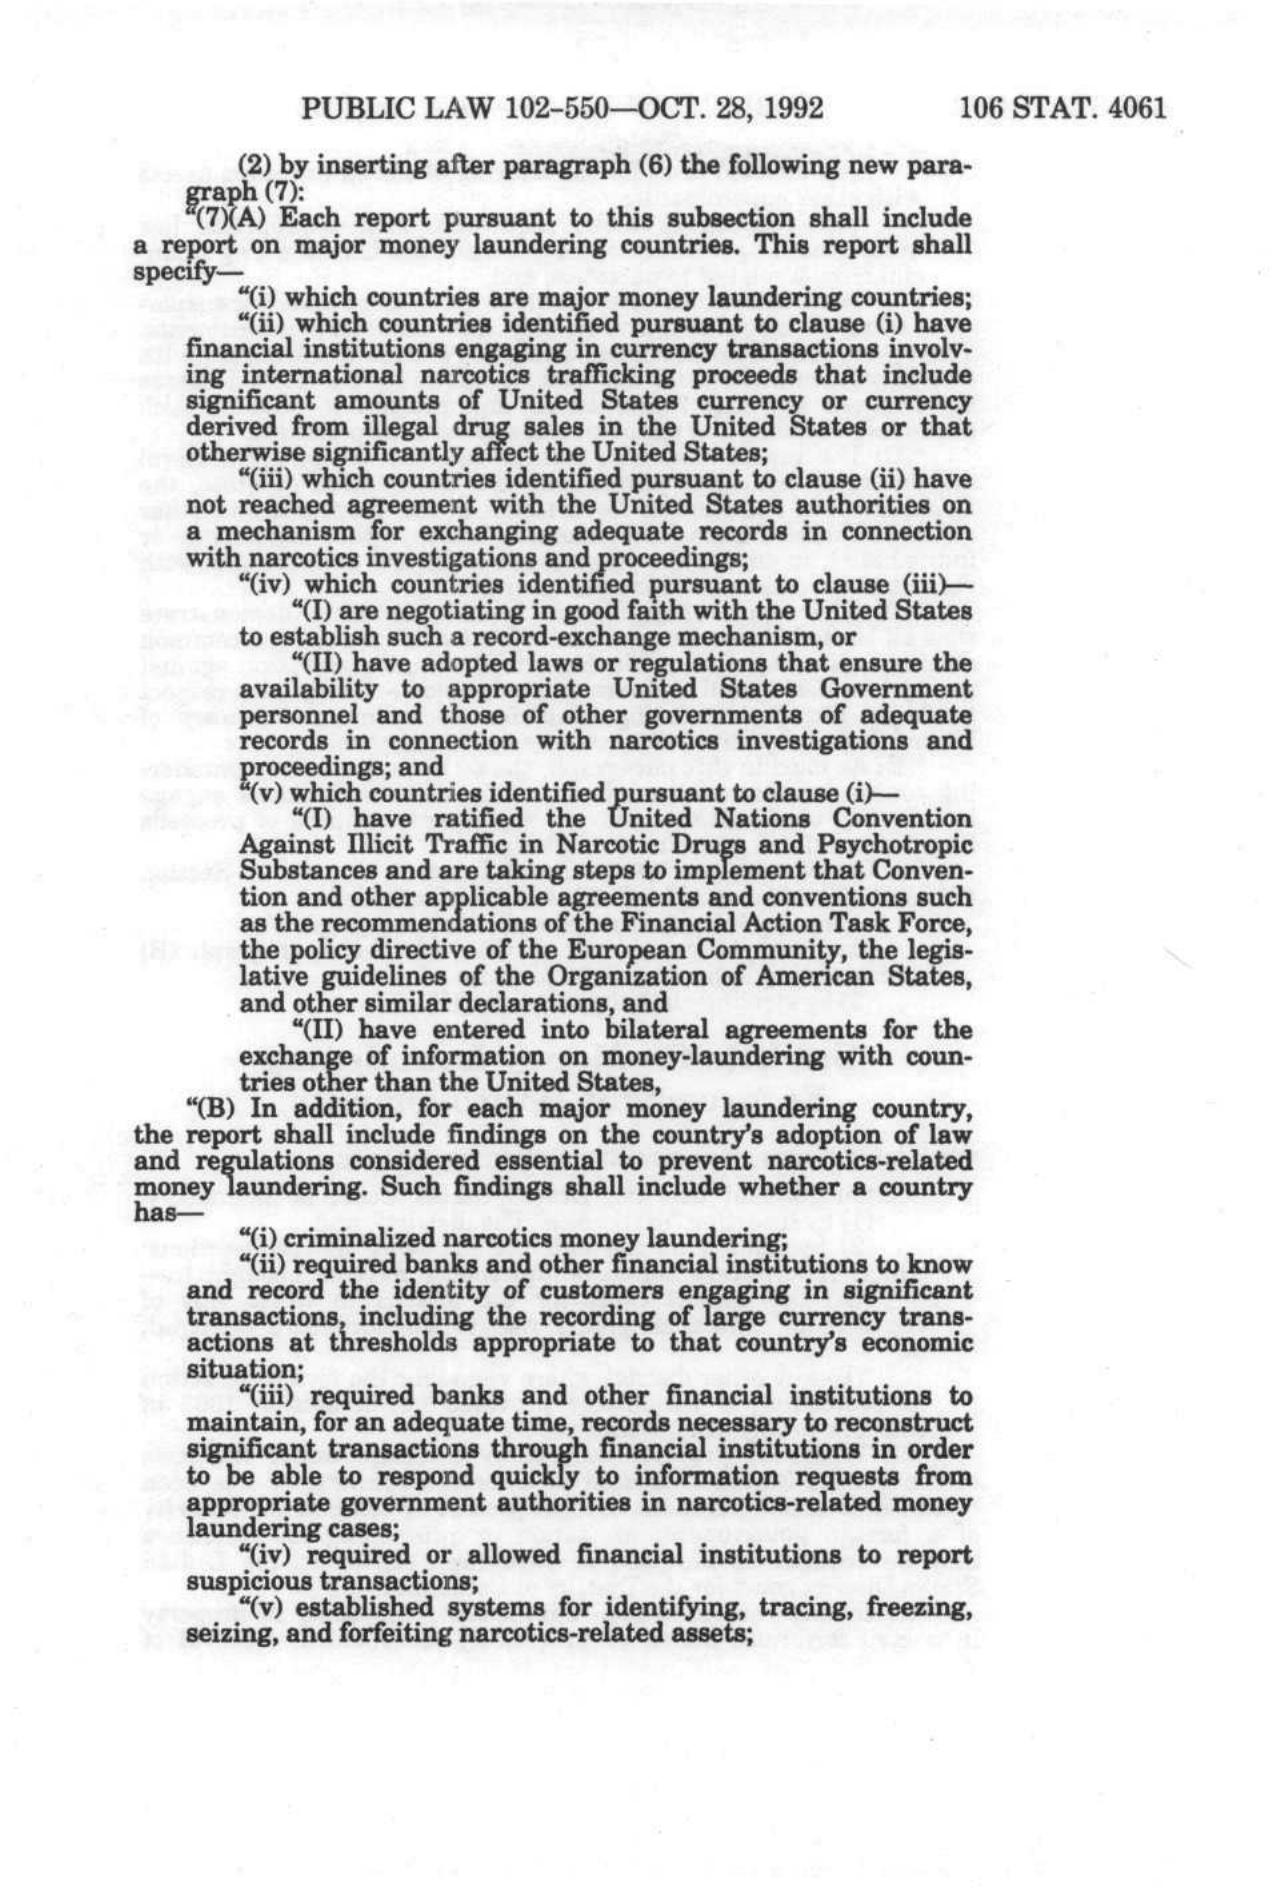 PUBLIC LAW 102-550—OCT. 28, 1992 106 STAT. 4061
(2) by inserting after paragraph (6) the following new para-
graph (7):
“(7)(A) Each report pursuant to this subsection shall include
a report on major money laundering countries. This report shall
specify—
“(i) which countries are major money laundering countries;
“(ii) which countries identified pursuant to clause (i) have
financial institutions engaging in currency transactions involv-
ing international narcotics trafficking proceeds that include
significant amounts of United States currency or currency
derived from illegal drug sales in the United States or that
otherwise significantly affect the United States;
“(iii) which countries identified pursuant to clause (ii) have
not reached agreement with the United States authorities on
a mechanism for exchanging adequate records in connection
with narcotics investigations and proceedings;
“(iv) which countries identified pursuant to clause (iii)—
“(I) are negotiating in good faith with the United States
to establish such a record-exchange mechanism, or
“(II) have adopted laws or regulations that ensure the
availability to appropriate United States Government
personnel and those of other governments of adequate
records in connection with narcotics investigations and
proceedings; and
“(v) which countries identified pursuant to clause (i)—
“(I) have ratified the United Nations Convention
Against Illicit Traffic in Narcotic Drugs and Psychotropic
Substances and are taking steps to implement that Conven-
tion and other applicable agreements and conventions such
as the recommendations of the Financial Action Task Force,
the policy directive of the European Community, the legis-
lative guidelines of the Organization of American States,
and other similar declarations, and
“(II) have entered into bilateral agreements for the
exchange of information on money-laundering with coun-
tries other than the United States,
“(B) In addition, for each major money laundering country,
the report shall include findings on the country's adoption of law
and regulations considered essential to prevent narcotics-related
money laundering. Such findings shall include whether a country
has—
“(i) criminalized narcotics money laundering;
“(ii) required banks and other financial institutions to know
and record the identity of customers engaging in significant
transactions, including the recording of large currency trans-
actions at thresholds appropriate to that country's economic
situation;
“(iii) required banks and other financial institutions to
maintain, for an adequate time, records necessary to reconstruct
significant transactions through financial institutions in order
to be able to respond quickly to information requests from
appropriate government authorities in narcotics-related money
laundering cases;
“(iv) required or allowed financial institutions to report
suspicious transactions;
“(v) established systems for identifying, tracing, freezing,
seizing, and forfeiting narcotics-related assets;